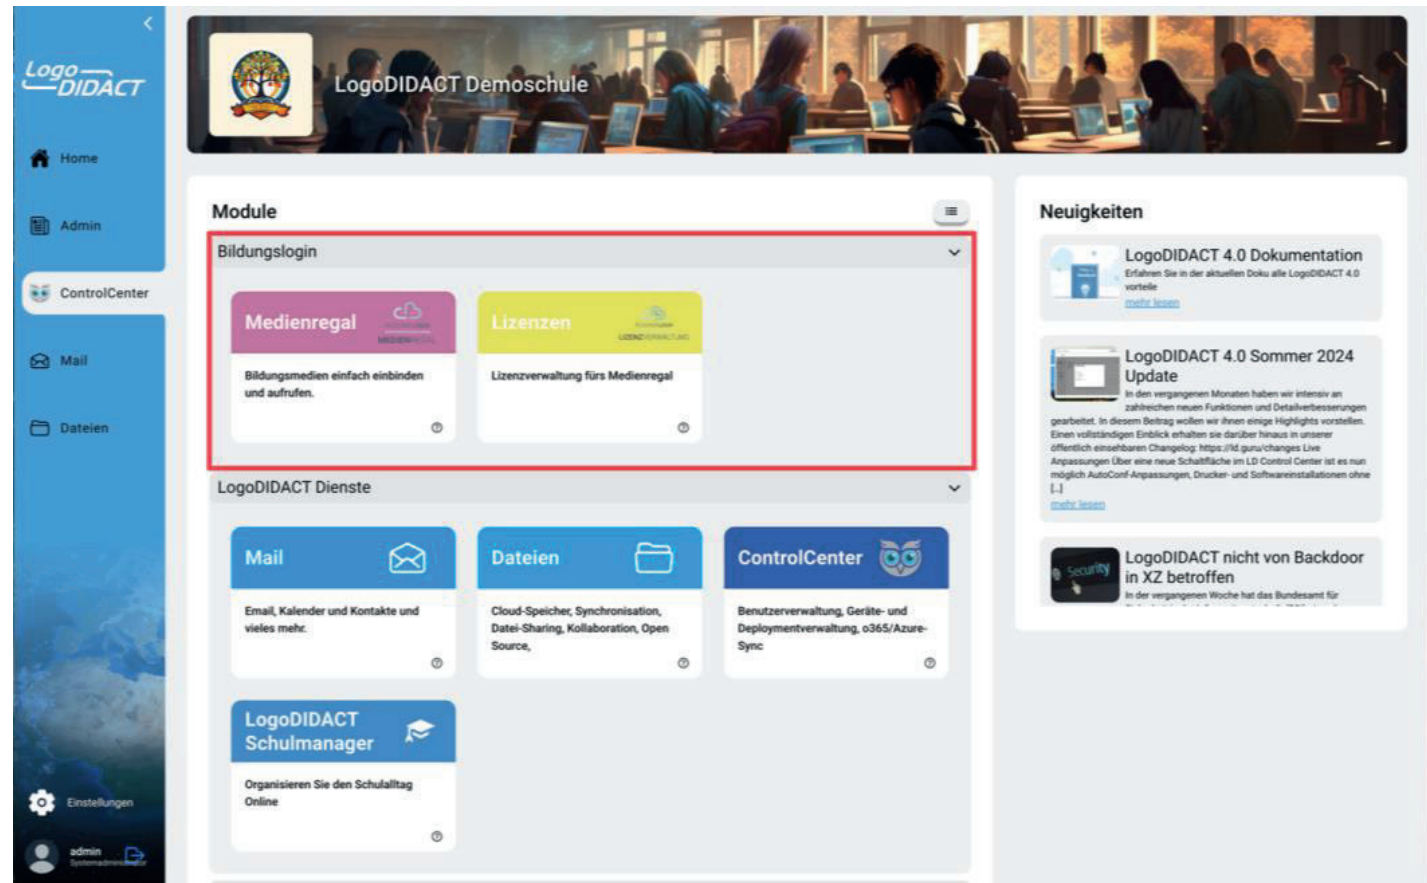 Logo
DIDACT
Home
Admin
ControlCenter
Mail
Dateien
Einstellungen
admin
Systemadministrator
LogoDIDACT Demoschule
Module
Bildungslogin
Medienregal
MEDIENREGAL
Bildungsmedien einfach einbinden
und aufrufen.
Lizenzen
LIZENZVERWALTUNG
Lizenzverwaltung fürs Medienregal
LogoDIDACT Dienste
Mail
Email, Kalender und Kontakte und
vieles mehr.
Dateien
Cloud-Speicher, Synchronisation,
Datei-Sharing, Kollaboration, Open
Source,
ControlCenter
Benutzerverwaltung, Geräte- und
Deploymentverwaltung, o365/Azure-
Sync
LogoDIDACT
Schulmanager
Organisieren Sie den Schulalltag
Online
Neuigkeiten
LogoDIDACT 4.0 Dokumentation
Erfahren Sie in der aktuellen Doku alle LogoDIDACT 4.0
vorteile
mehr lesen
LogoDIDACT 4.0 Sommer 2024
Update
In den vergangenen Monaten haben wir intensiv an
zahlreichen neuen Funktionen und Detailverbesserungen
gearbeitet. In diesem Beitrag wollen wir ihnen einige Highlights vorstellen.
Einen vollständigen Einblick erhalten sie darüber hinaus in unserer
öffentlich einsehbaren Changelog: https://ld.guru/changes Live
Anpassungen Über eine neue Schaltfläche im LD Control Center ist es nun
möglich AutoConf-Anpassungen, Drucker- und Softwareinstallationen ohne
[...]
mehr lesen
Security
LogoDIDACT nicht von Backdoor
in XZ betroffen
In der vergangenen Woche hat das Bundesamt für